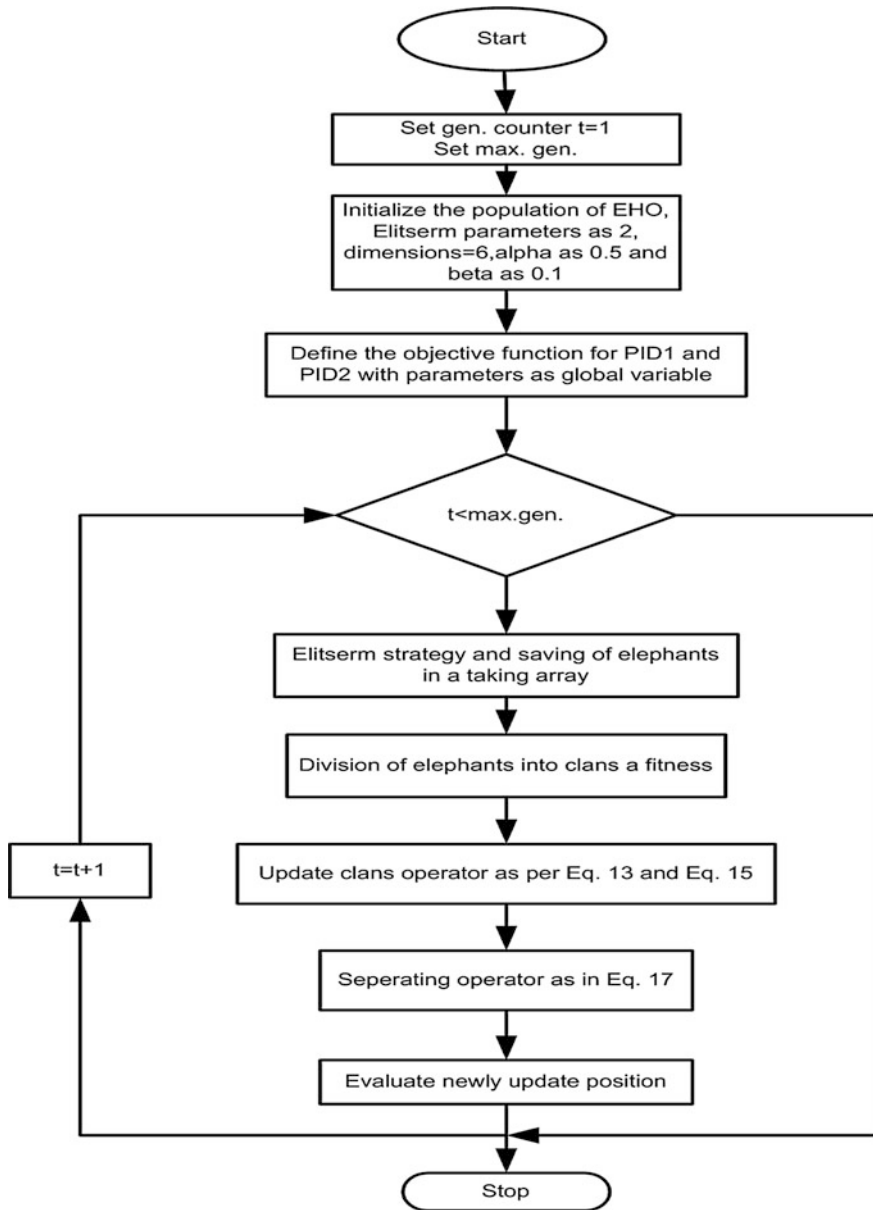 Start
Set gen. counter t=1
Set max. gen.
Initialize the population of EHO,
Elitserm parameters as 2,
dimensions=6,alpha as 0.5 and
beta as 0.1
Define the objective function for PID1 and
PID2 with parameters as global variable
t<max.gen.
Elitserm strategy and saving of elephants
in a taking array
Division of elephants into clans a fitness
t=t+1
Update clans operator as per Eq. 13 and Eq. 15
Seperating operator as in Eq. 17
Evaluate newly update position
Stop